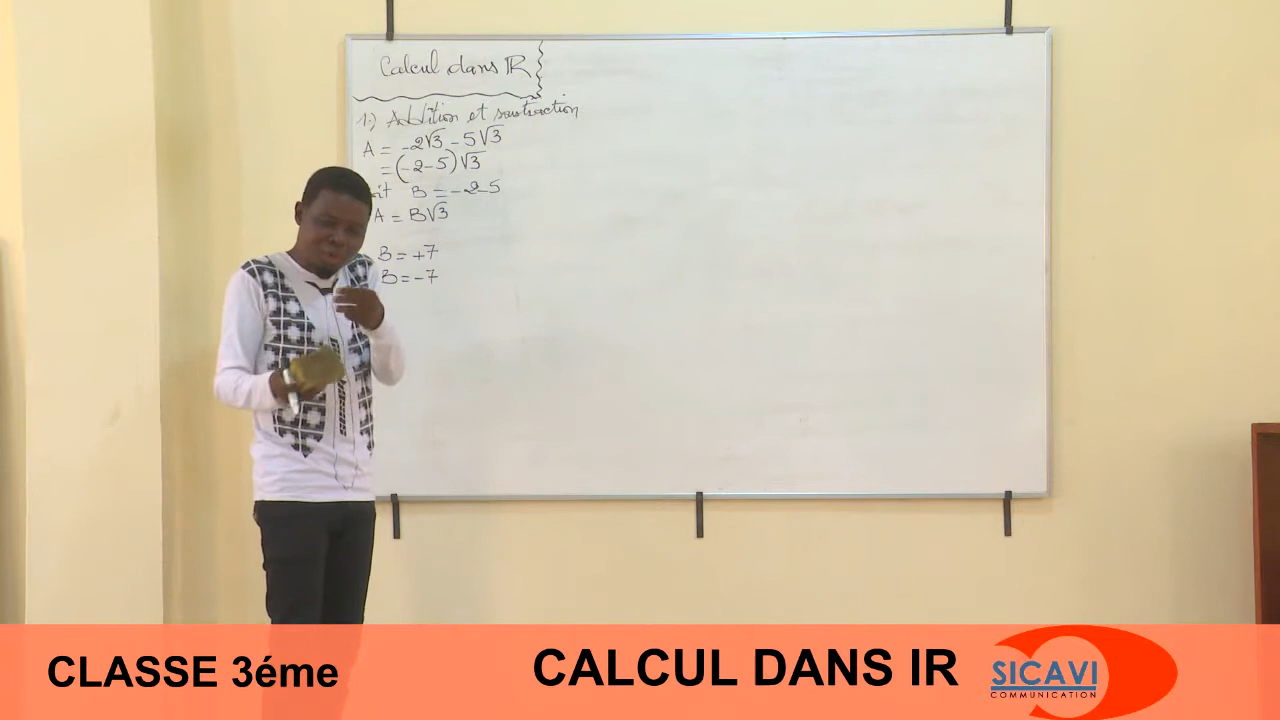 Calcul dans IR
1.) Addition et soustraction
A = -2√3 - 5√3
= (-2-5)√3
it B = -2-5
A = B√3
B = +7
B = -7
CLASSE 3éme
CALCUL DANS IR
SICAVI
COMMUNICATION